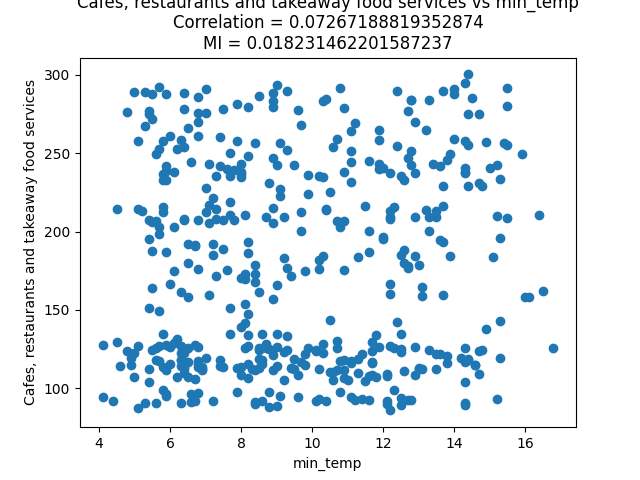 Cafes, restaurants and takeaway food services vs min_temp
Correlation = 0.07267188819352874
MI = 0.018231462201587237
Cafes, restaurants and takeaway food services
300
250
200
150
100
4 6 8 10 12 14 16
min_temp